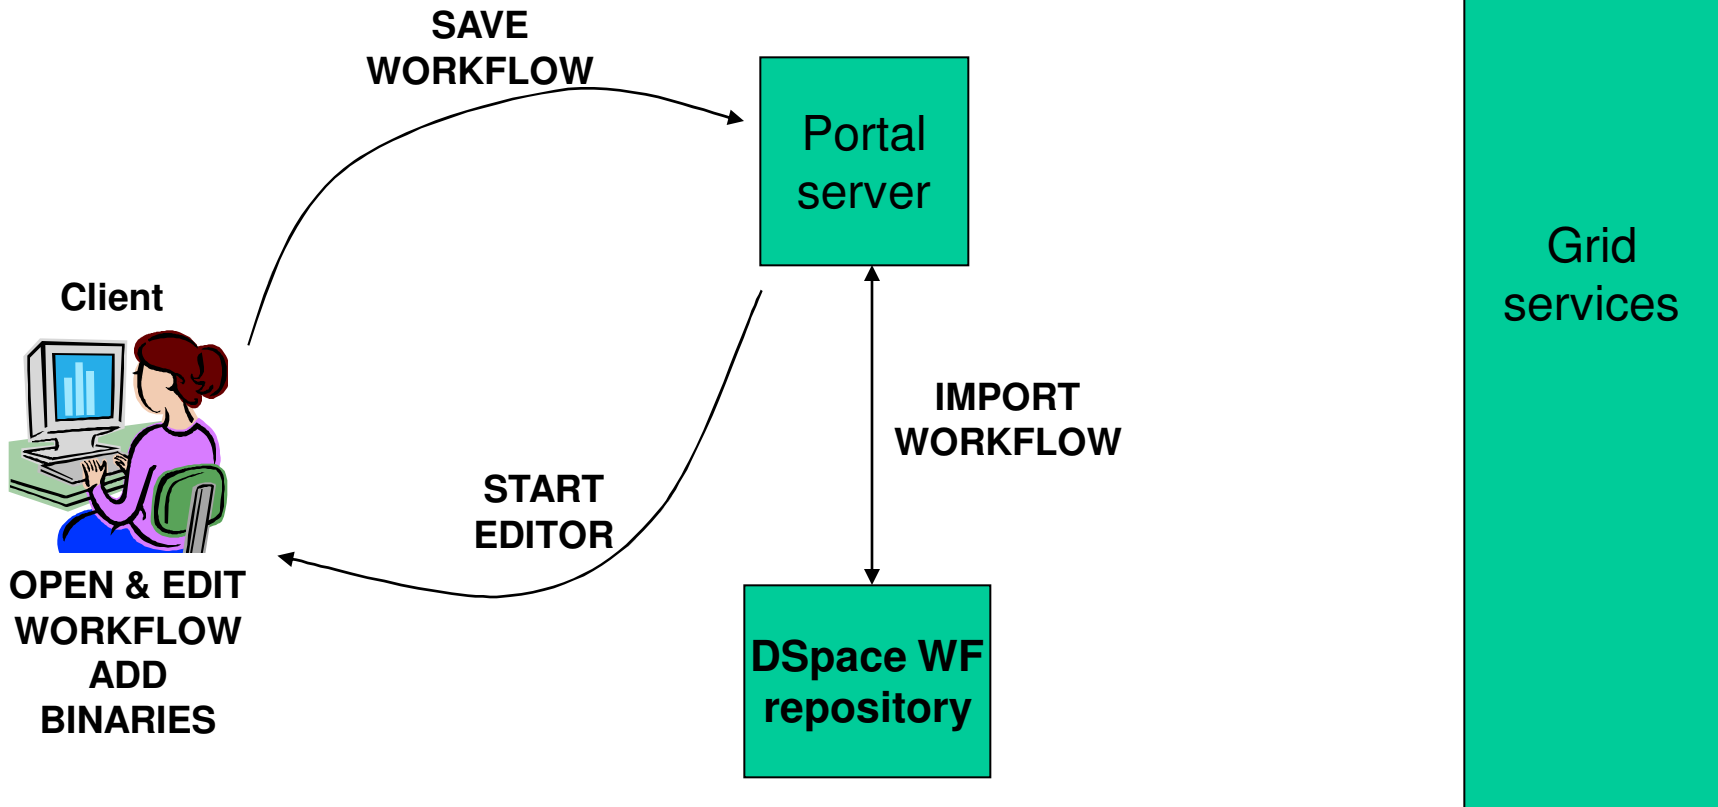 SAVE
WORKFLOW
Portal
server
Grid
services
Client
IMPORT
WORKFLOW
START
EDITOR
OPEN & EDIT
WORKFLOW
ADD
BINARIES
DSpace WF
repository